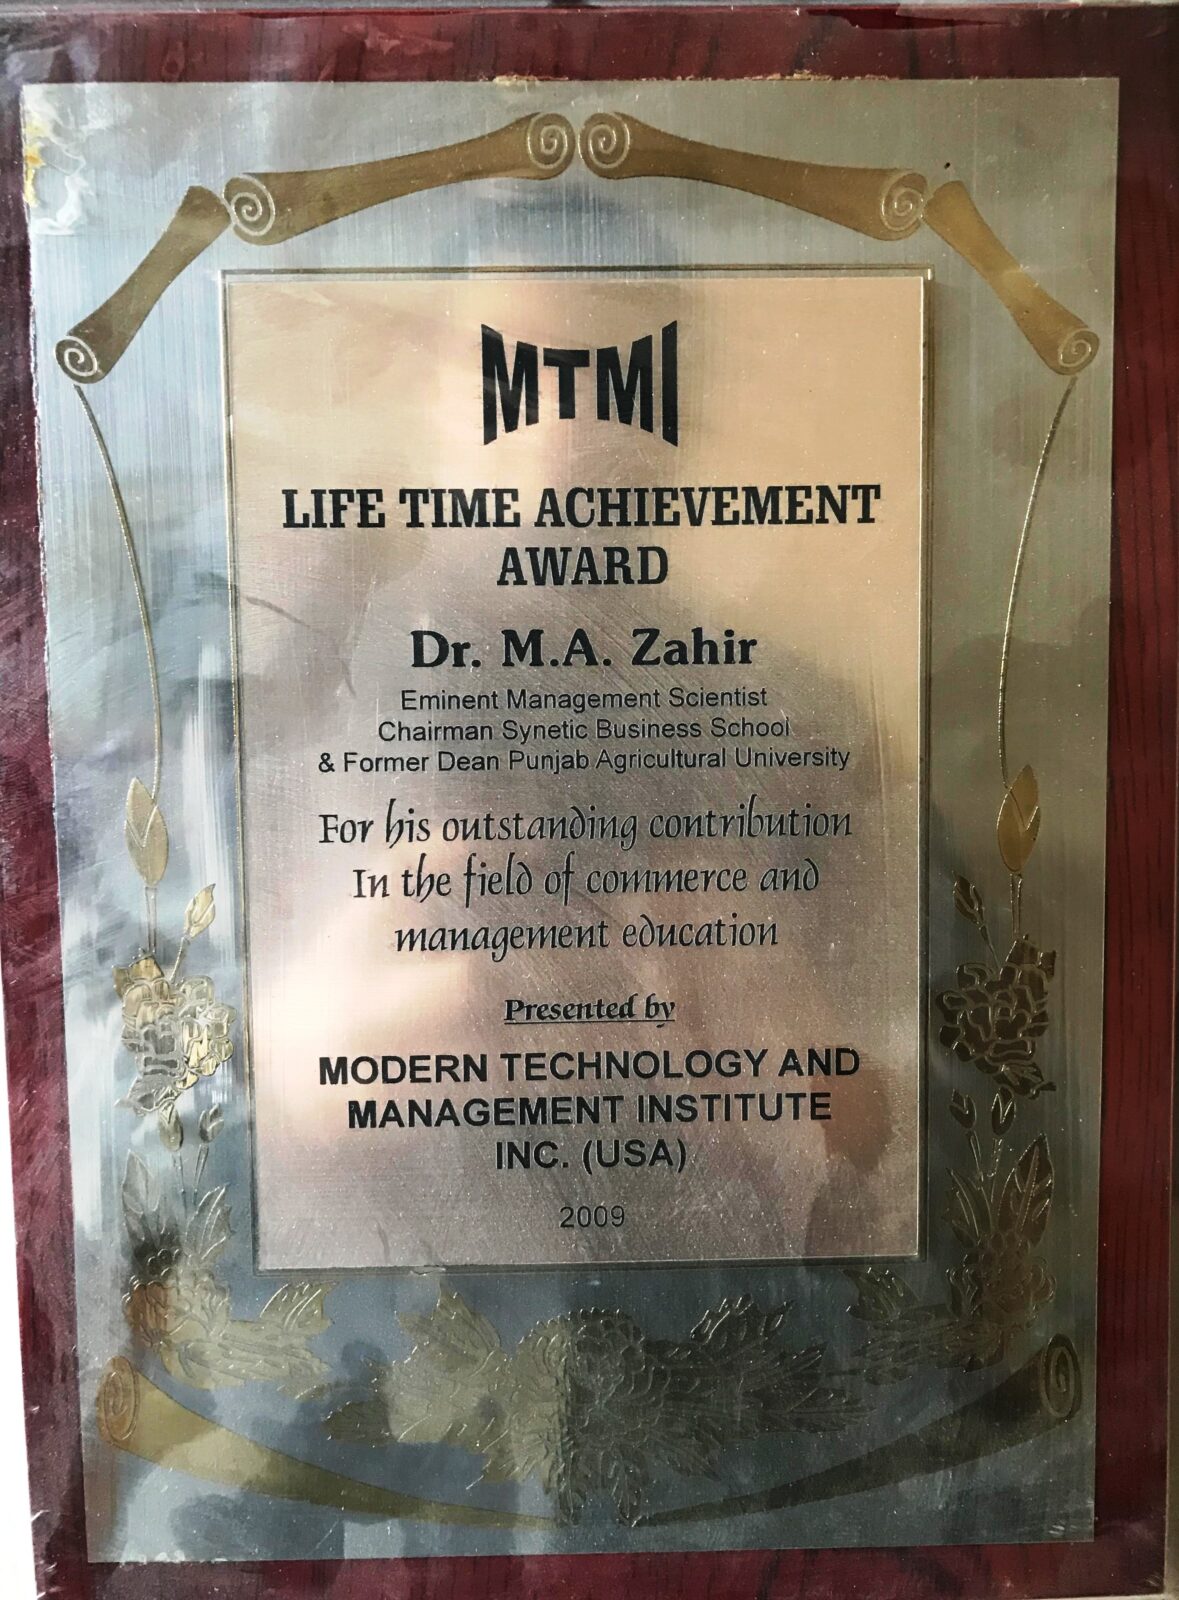 MTMI
LIFE TIME ACHIEVEMENT
AWARD
Dr. M.A. Zahir
Eminent Management Scientist
Chairman Synetic Business School
& Former Dean Punjab Agricultural University
For his outstanding contribution
In the field of commerce and
management education
Presented by
MODERN TECHNOLOGY AND
MANAGEMENT INSTITUTE
INC. (USA)
2009